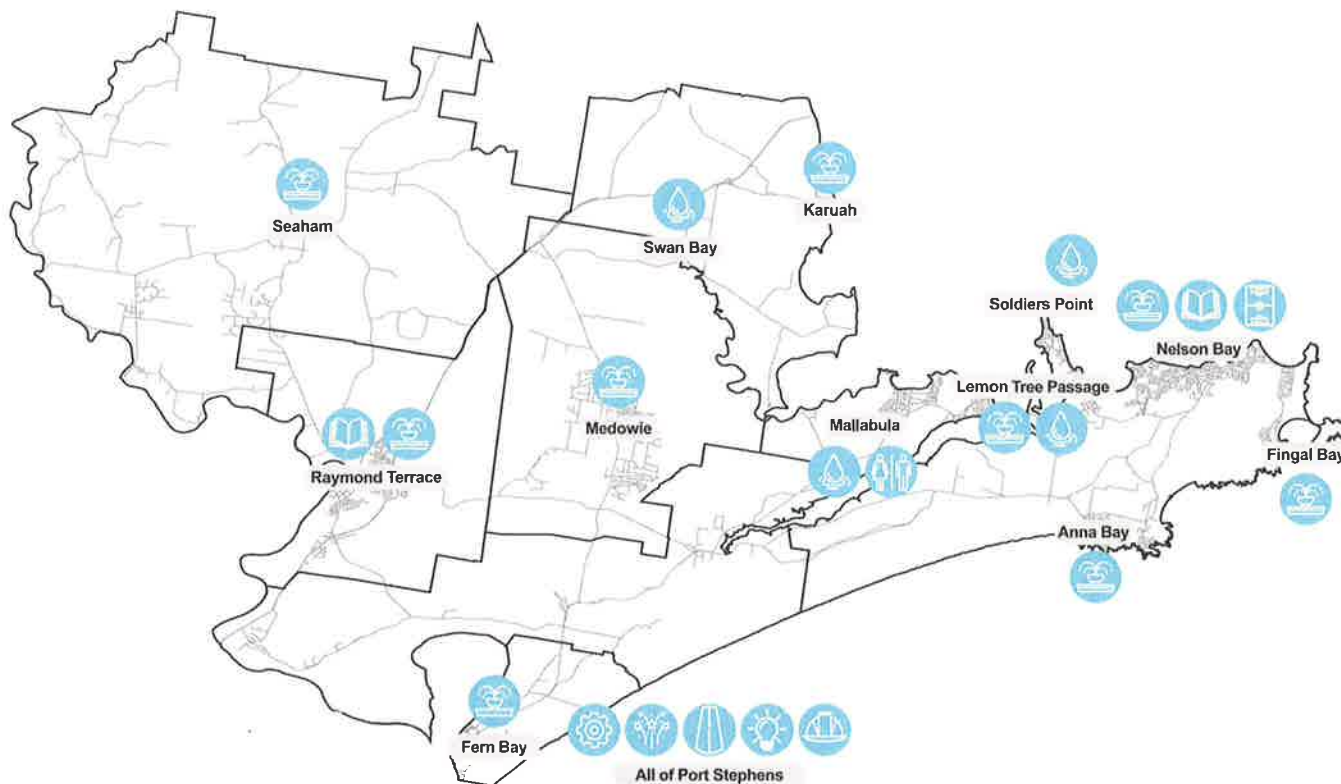 Seaham
Karuah
Swan Bay
Soldiers Point
Nelson Bay
Lemon Tree Passage
Mallabula
Medowie
Fingal Bay
Raymond Terrace
Anna Bay
Fern Bay
All of Port Stephens